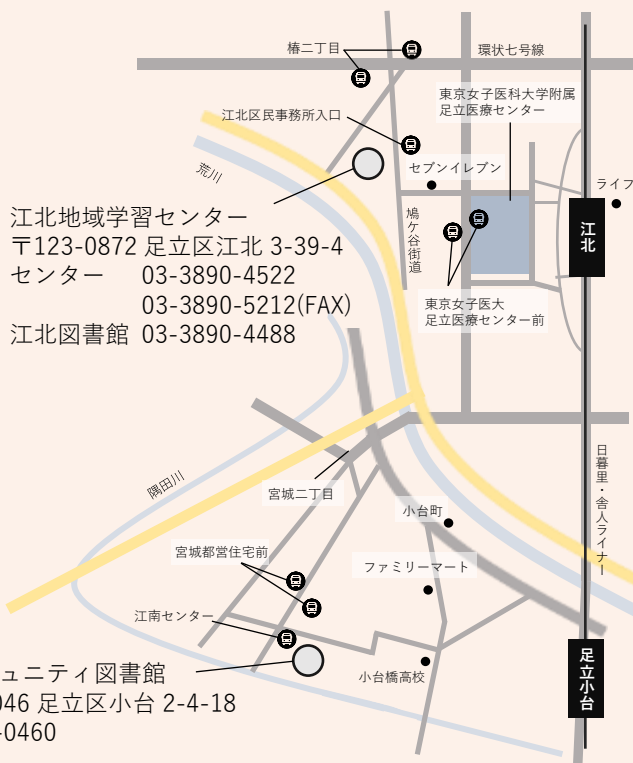 椿二丁目
環状七号線
東京女子医科大学附属
足立医療センター
江北区民事務所入口
荒川
セブンイレブン
ライフ
江北
鳩ケ谷街道
江北地域学習センター
〒123-0872 足立区江北 3-39-4
センター 03-3890-4522
03-3890-5212(FAX)
江北図書館 03-3890-4488
東京女子医大
足立医療センター前
日暮里・舎人ライナー
隅田川
宮城二丁目
小台町
宮城都営住宅前
ファミリーマート
江南センター
足立小台
ュニティ図書館
046 足立区小台 2-4-18
-0460
小台橋高校